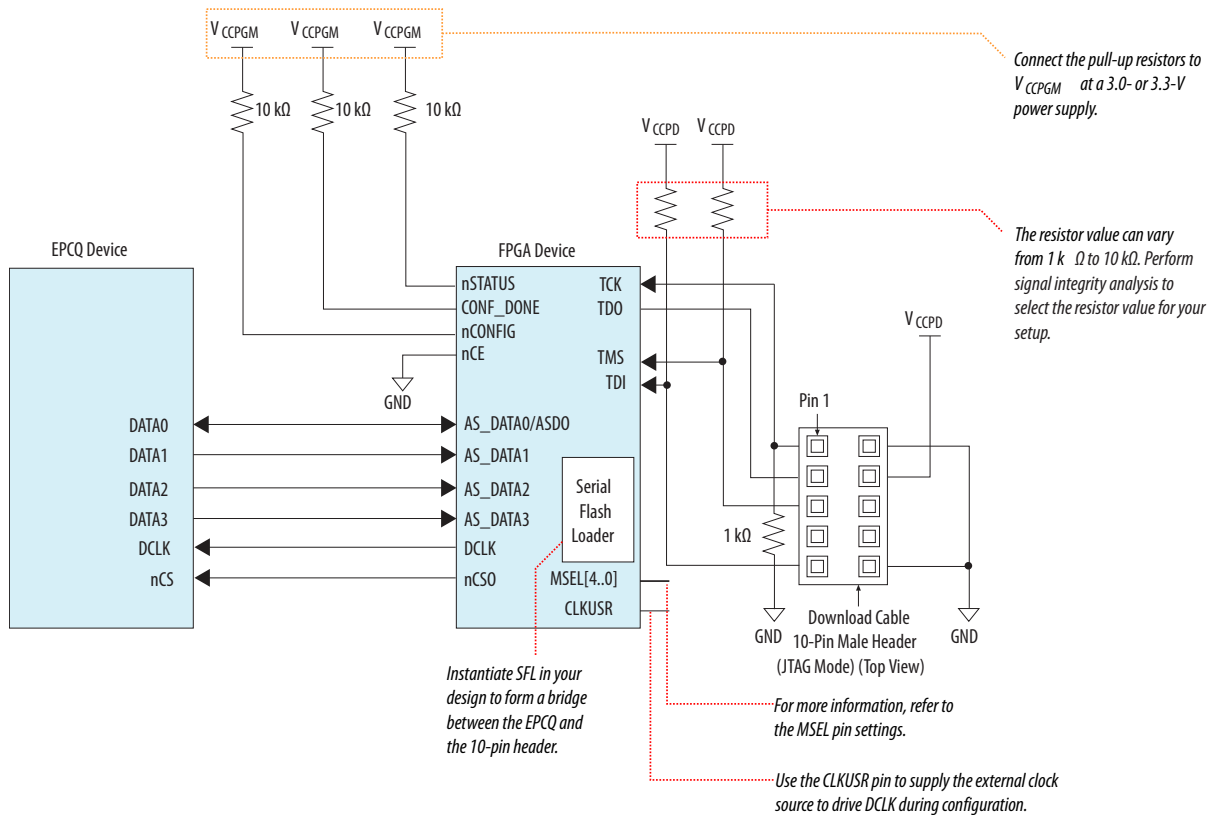 V CCPGM V CCPGM V CCPGM
Connect the pull-up resistors to
V CCPGM at a 3.0- or 3.3-V
power supply.
10 kΩ 10 kΩ 10 kΩ
V CCPD V CCPD
The resistor value can vary
from 1 k Ω to 10 kΩ. Perform
signal integrity analysis to
select the resistor value for your
setup.
EPCQ Device
DATA0
DATA1
DATA2
DATA3
DCLK
nCS
GND
FPGA Device
nSTATUS
CONF_DONE
nCONFIG
nCE
AS_DATA0/ASDO
AS_DATA1
AS_DATA2
AS_DATA3
DCLK
nCSO
TCK
TDO
TMS
TDI
Serial
Flash
Loader
MSEL[4..0]
CLKUSR
V CCPD
Pin 1
1 kΩ
GND
GND
Download Cable
10-Pin Male Header
(JTAG Mode) (Top View)
Instantiate SFL in your
design to form a bridge
between the EPCQ and
the 10-pin header.
For more information, refer to
the MSEL pin settings.
Use the CLKUSR pin to supply the external clock
source to drive DCLK during configuration.